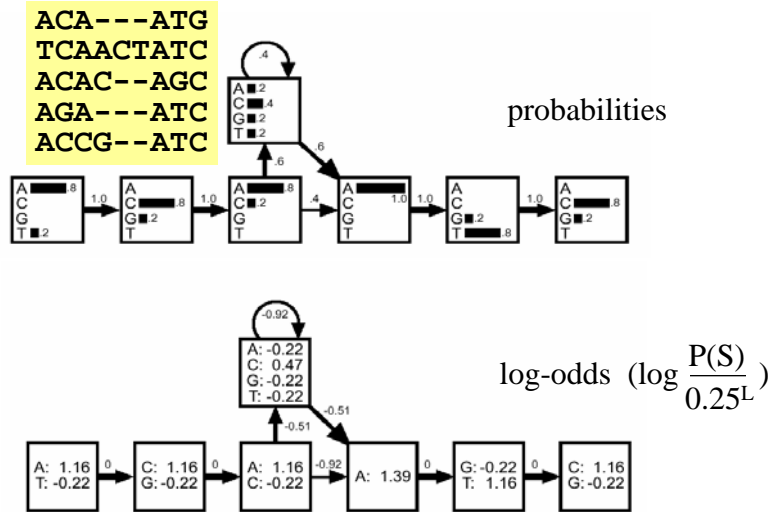 ACA---ATG
TCAACTATC
ACAC--AGC
AGA---ATC
ACCG--ATC
.4
A .2
C .4
G .2
T .2
probabilities
.6
.6
A .8
C
G
T .2
1.0
A
C .8
G .2
T
1.0
A .8
C .2
G
T
.4
A
C 1.0
G
T
1.0
A
C
G .2
T .8
1.0
A
C .8
G .2
T
-0.92
A: -0.22
C: 0.47
G: -0.22
T: -0.22
log-odds (log P(S)
0.25L )
-0.51
-0.51
A: 1.16
T: -0.22
0
C: 1.16
G: -0.22
0
A: 1.16
C: -0.22
-0.92
A: 1.39
0
G: -0.22
T: 1.16
0
C: 1.16
G: -0.22